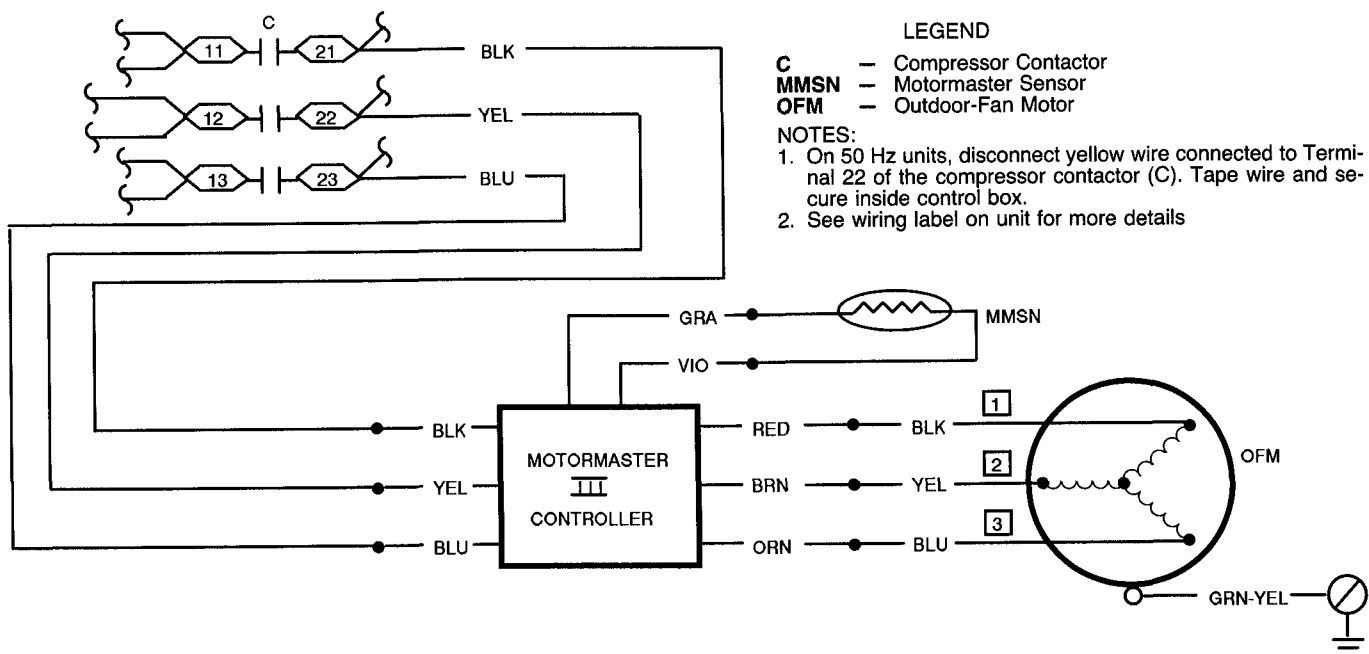 C
11 21 BLK
12 22 YEL
13 23 BLU
LEGEND
C — Compressor Contactor
MMSN — Motormaster Sensor
OFM — Outdoor-Fan Motor
NOTES:
1. On 50 Hz units, disconnect yellow wire connected to Termi-
nal 22 of the compressor contactor (C). Tape wire and se-
cure inside control box.
2. See wiring label on unit for more details
GRA MMSN
VIO
BLK RED BLK 1
YEL BRN YEL 2
BLU ORN BLU 3
MOTORMASTER
III
CONTROLLER
OFM
GRN-YEL